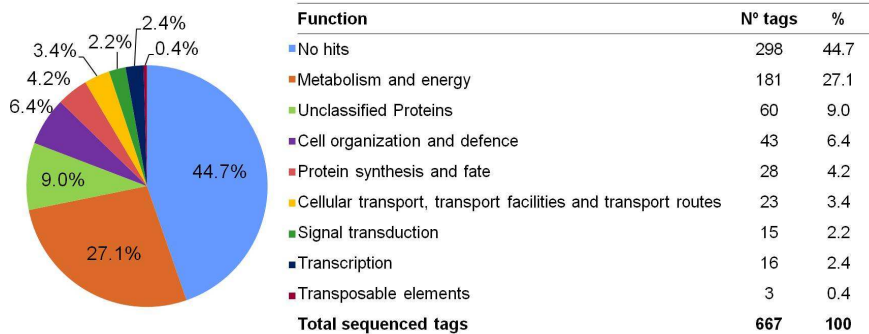 2.4%
2.2%
0.4%
3.4%
4.2%
6.4%
9.0%
44.7%
27.1%
Function Nº tags %
No hits 298 44.7
Metabolism and energy 181 27.1
Unclassified Proteins 60 9.0
Cell organization and defence 43 6.4
Protein synthesis and fate 28 4.2
Cellular transport, transport facilities and transport routes 23 3.4
Signal transduction 15 2.2
Transcription 16 2.4
Transposable elements 3 0.4
Total sequenced tags 667 100